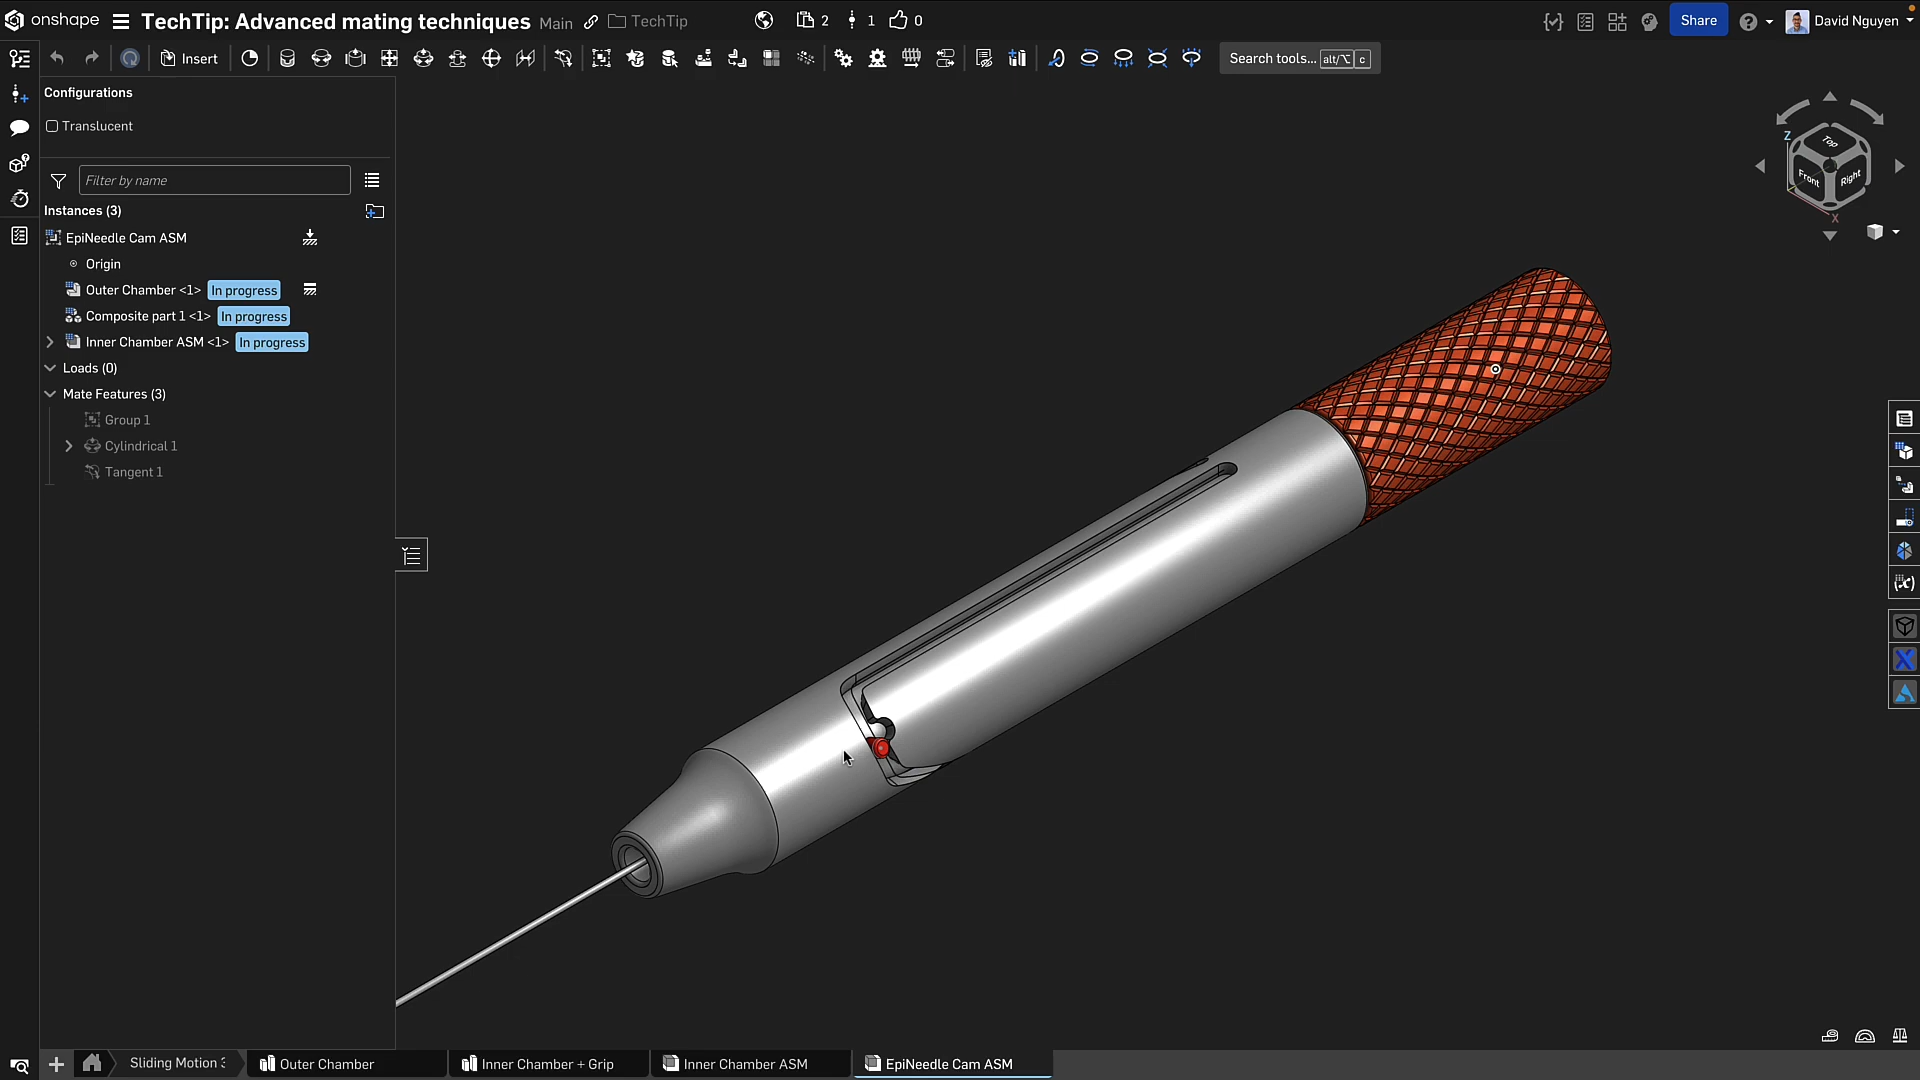 onshape
TechTip: Advanced mating techniques
Main
TechTip
2
1
0
Share
David Nguyen
Insert
Search tools... alt/⌥ c
Configurations
Translucent
Filter by name
Instances (3)
EpiNeedle Cam ASM
Origin
Outer Chamber <1> In progress
Composite part 1 <1> In progress
Inner Chamber ASM <1> In progress
Loads (0)
Mate Features (3)
Group 1
Cylindrical 1
Tangent 1
Z
Top
Front
Right
X
Sliding Motion
Outer Chamber
Inner Chamber + Grip
Inner Chamber ASM
EpiNeedle Cam ASM